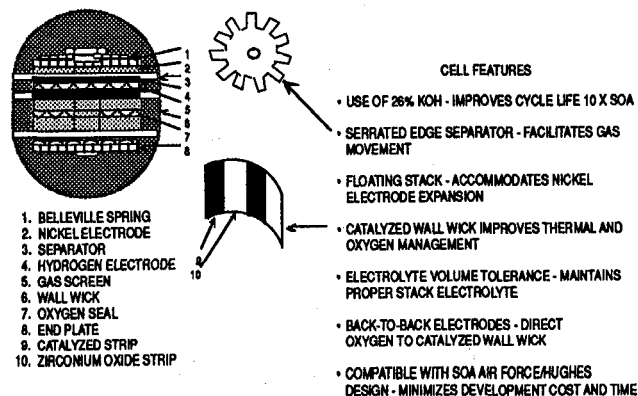 1
2
3
4
5
6
7
8
1. BELLEVILLE SPRING
2. NICKEL ELECTRODE
3. SEPARATOR
4. HYDROGEN ELECTRODE
5. GAS SCREEN
6. WALL WICK
7. OXYGEN SEAL
8. END PLATE
9. CATALYZED STRIP
10. ZIRCONIUM OXIDE STRIP
9
10
CELL FEATURES
• USE OF 26% KOH - IMPROVES CYCLE LIFE 10 X SOA
• SERRATED EDGE SEPARATOR - FACILITATES GAS
MOVEMENT
• FLOATING STACK - ACCOMMODATES NICKEL
ELECTRODE EXPANSION
• CATALYZED WALL WICK IMPROVES THERMAL AND
OXYGEN MANAGEMENT
• ELECTROLYTE VOLUME TOLERANCE - MAINTAINS
PROPER STACK ELECTROLYTE
• BACK-TO-BACK ELECTRODES - DIRECT
OXYGEN TO CATALYZED WALL WICK
• COMPATIBLE WITH SOA AIR FORCE/HUGHES
DESIGN - MINIMIZES DEVELOPMENT COST AND TIME